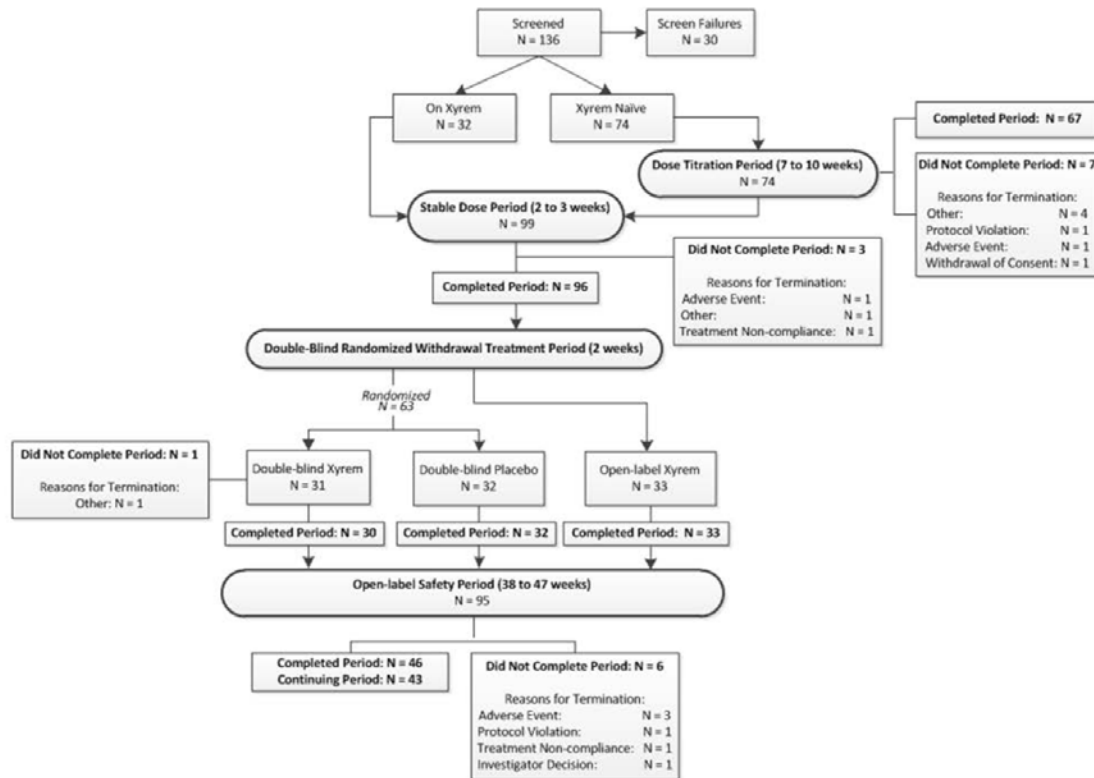 Screened
N = 136
Screen Failures
N = 30
On Xyrem
N = 32
Xyrem Naïve
N = 74
Completed Period: N = 67
Dose Titration Period (7 to 10 weeks)
N = 74
Did Not Complete Period: N = 7
Reasons for Termination:
Other: N = 4
Protocol Violation: N = 1
Adverse Event: N = 1
Withdrawal of Consent: N = 1
Stable Dose Period (2 to 3 weeks)
N = 99
Did Not Complete Period: N = 3
Reasons for Termination:
Adverse Event: N = 1
Other: N = 1
Treatment Non-compliance: N = 1
Completed Period: N = 96
Double-Blind Randomized Withdrawal Treatment Period (2 weeks)
Randomized
N = 63
Did Not Complete Period: N = 1
Reasons for Termination:
Other: N = 1
Double-blind Xyrem
N = 31
Double-blind Placebo
N = 32
Open-label Xyrem
N = 33
Completed Period: N = 30
Completed Period: N = 32
Completed Period: N = 33
Open-label Safety Period (38 to 47 weeks)
N = 95
Completed Period: N = 46
Continuing Period: N = 43
Did Not Complete Period: N = 6
Reasons for Termination:
Adverse Event: N = 3
Protocol Violation: N = 1
Treatment Non-compliance: N = 1
Investigator Decision: N = 1